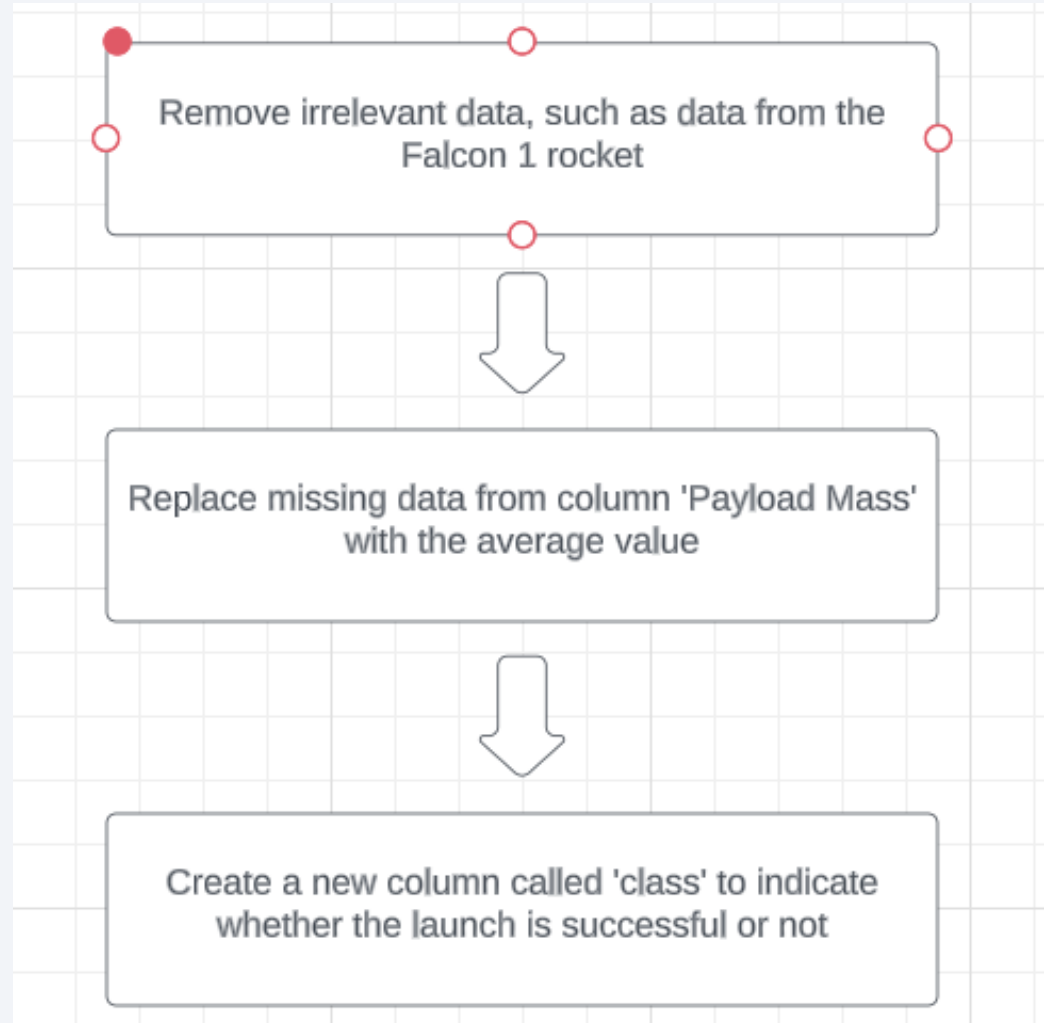 Remove irrelevant data, such as data from the
Falcon 1 rocket
Replace missing data from column 'Payload Mass'
with the average value
Create a new column called 'class' to indicate
whether the launch is successful or not